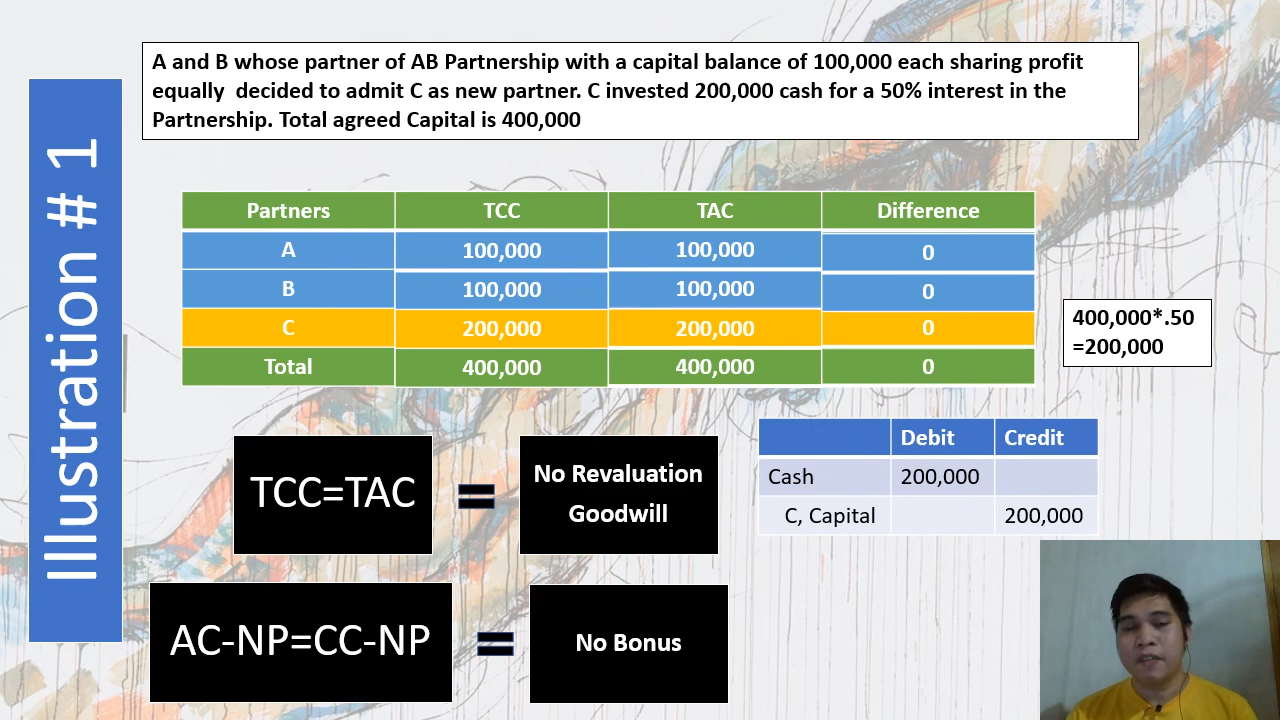 Illustration # 1
A and B whose partner of AB Partnership with a capital balance of 100,000 each sharing profit
equally decided to admit C as new partner. C invested 200,000 cash for a 50% interest in the
Partnership. Total agreed Capital is 400,000
Partners TCC TAC Difference
A 100,000 100,000 0
B 100,000 100,000 0
C 200,000 200,000 0
Total 400,000 400,000 0
400,000*.50
=200,000
TCC=TAC = No Revaluation
Goodwill
Debit Credit
Cash 200,000
C, Capital 200,000
AC-NP=CC-NP = No Bonus